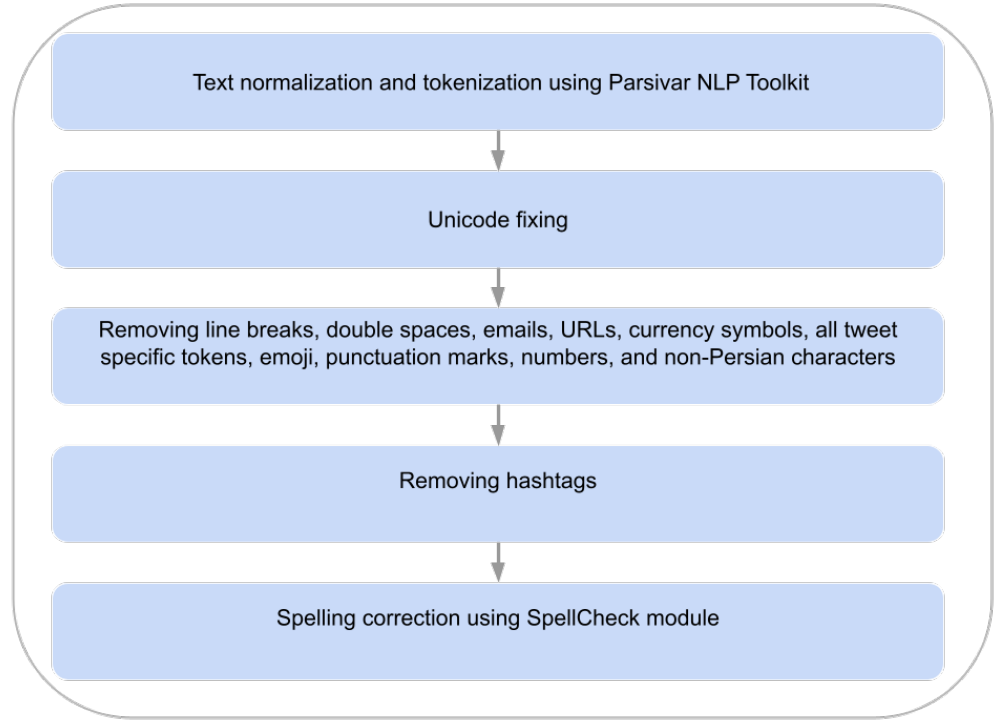 Text normalization and tokenization using Parsivar NLP Toolkit
Unicode fixing
Removing line breaks, double spaces, emails, URLs, currency symbols, all tweet
specific tokens, emoji, punctuation marks, numbers, and non-Persian characters
Removing hashtags
Spelling correction using SpellCheck module